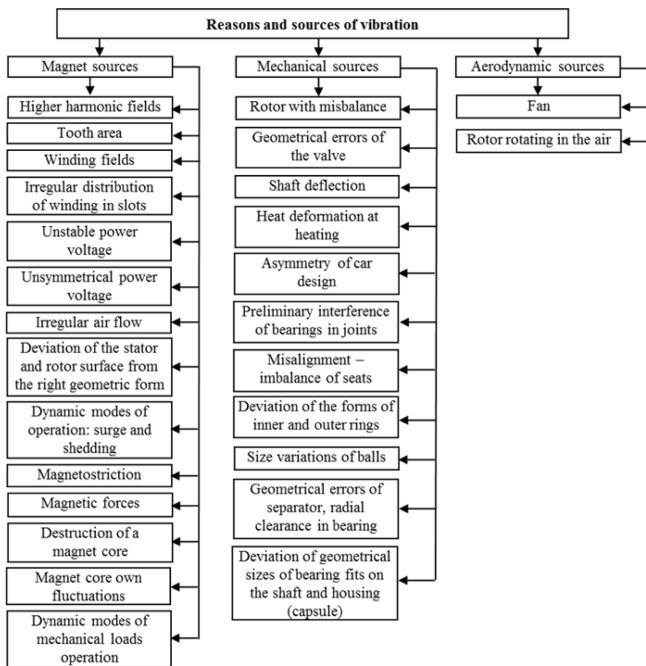 Reasons and sources of vibration
Magnet sources
Higher harmonic fields
Tooth area
Winding fields
Irregular distribution
of winding in slots
Unstable power
voltage
Unsymmetrical power
voltage
Irregular air flow
Deviation of the stator
and rotor surface from
the right geometric form
Dynamic modes of
operation: surge and
shedding
Magnetostriction
Magnetic forces
Destruction of a
magnet core
Magnet core own
fluctuations
Dynamic modes of
mechanical loads
operation
Mechanical sources
Rotor with misbalance
Geometrical errors of
the valve
Shaft deflection
Heat deformation at
heating
Asymmetry of car
design
Preliminary interference
of bearings in joints
Misalignment –
imbalance of seats
Deviation of the forms of
inner and outer rings
Size variations of balls
Geometrical errors of
separator, radial
clearance in bearing
Deviation of geometrical
sizes of bearing fits on
the shaft and housing
(capsule)
Aerodynamic sources
Fan
Rotor rotating in the air